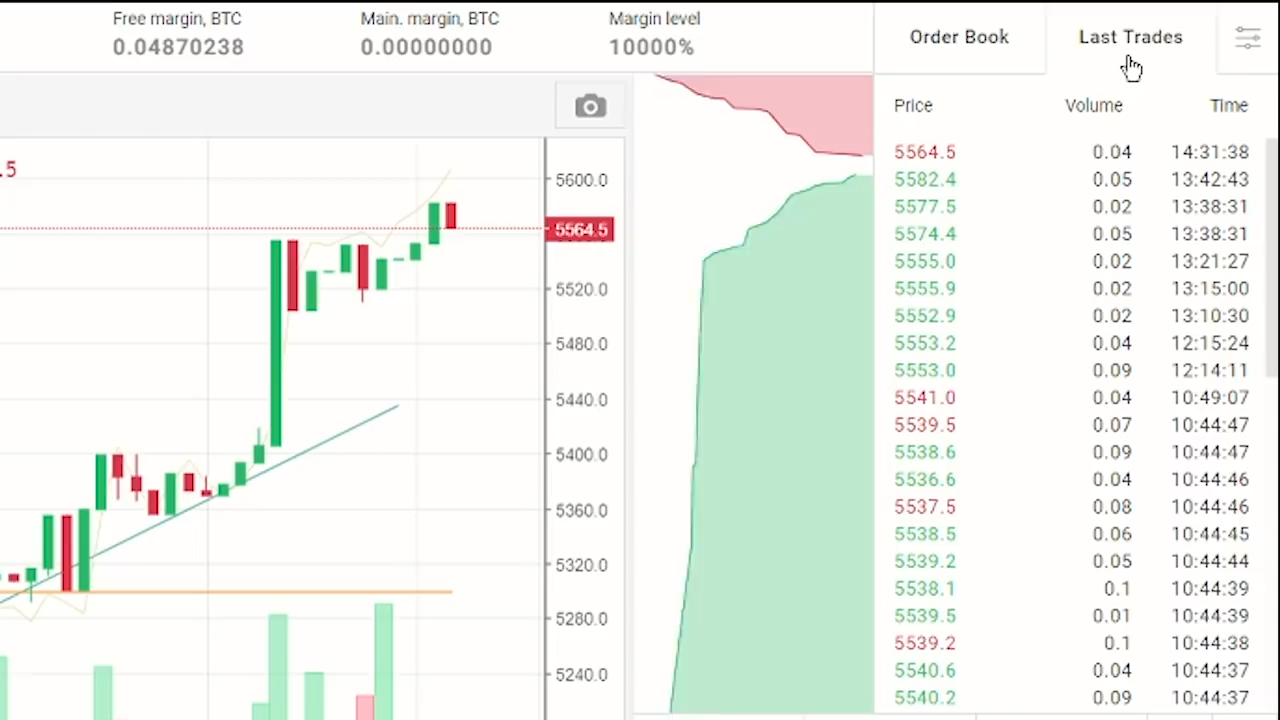 Free margin, BTC Main. margin, BTC Margin level
0.04870238 0.00000000 10000%
Order Book Last Trades
Price Volume Time
.5
5600.0
5564.5
5520.0
5480.0
5440.0
5400.0
5360.0
5320.0
5280.0
5240.0
5564.5 0.04 14:31:38
5582.4 0.05 13:42:43
5577.5 0.02 13:38:31
5574.4 0.05 13:38:31
5555.0 0.02 13:21:27
5555.9 0.02 13:15:00
5552.9 0.02 13:10:30
5553.2 0.04 12:15:24
5553.0 0.09 12:14:11
5541.0 0.04 10:49:07
5539.5 0.07 10:44:47
5538.6 0.09 10:44:47
5536.6 0.04 10:44:46
5537.5 0.08 10:44:46
5538.5 0.06 10:44:45
5539.2 0.05 10:44:44
5538.1 0.1 10:44:39
5539.5 0.01 10:44:39
5539.2 0.1 10:44:38
5540.6 0.04 10:44:37
5540.2 0.09 10:44:37